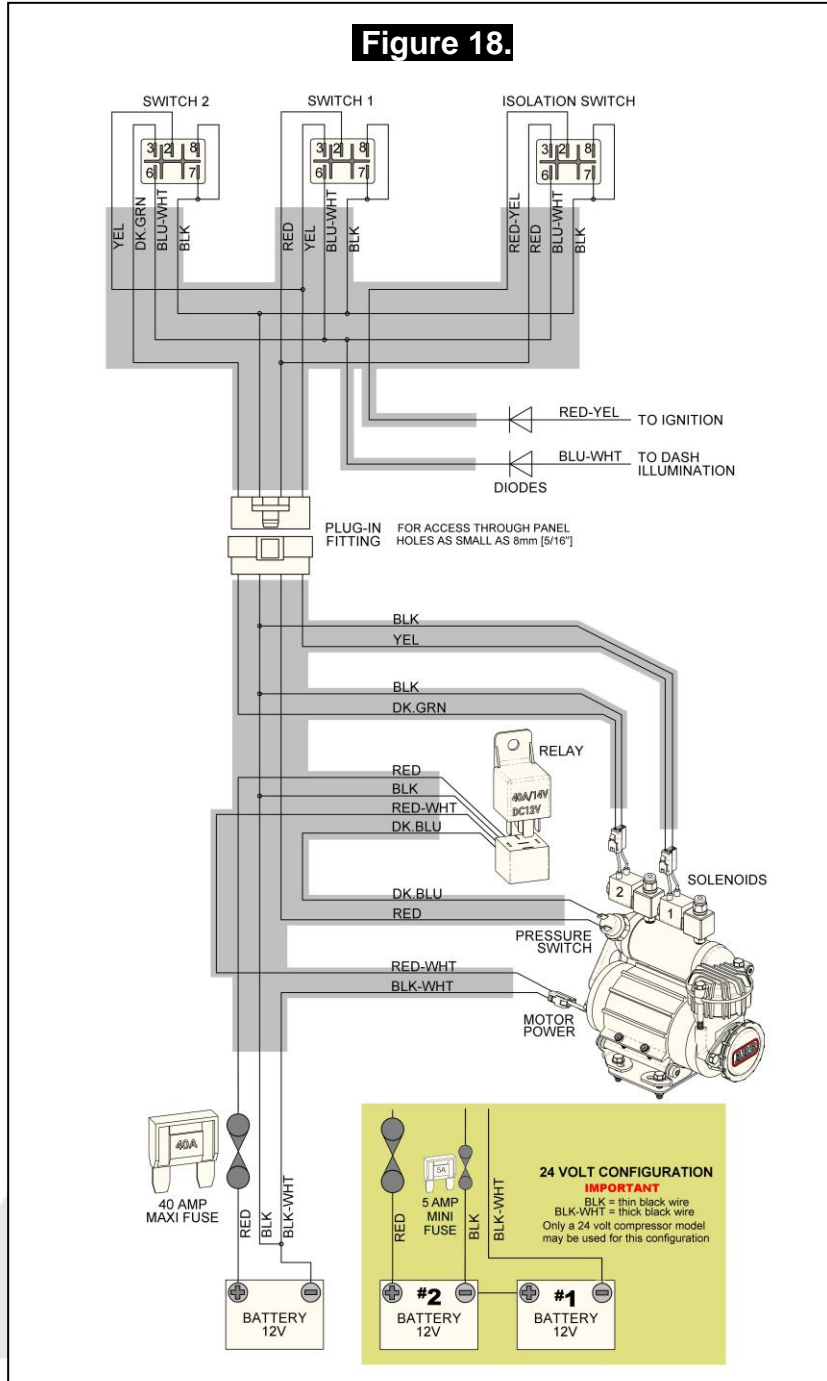 Figure 18.
SWITCH 2
SWITCH 1
ISOLATION SWITCH
3 2 8
6 7
3 2 8
6 7
3 2 8
6 7
YEL
DK.GRN
BLU-WHT
BLK
RED
YEL
BLU-WHT
BLK
RED-YEL
RED
BLU-WHT
BLK
RED-YEL
TO IGNITION
BLU-WHT
TO DASH
ILLUMINATION
DIODES
PLUG-IN
FITTING
FOR ACCESS THROUGH PANEL
HOLES AS SMALL AS 8mm [5/16"]
BLK
YEL
BLK
DK.GRN
RELAY
40A/14V
DC12V
RED
BLK
RED-WHT
DK.BLU
SOLENOIDS
2
1
DK.BLU
RED
PRESSURE
SWITCH
RED-WHT
BLK-WHT
MOTOR
POWER
40A
40 AMP
MAXI FUSE
RED
BLK
BLK-WHT
BATTERY
12V
5A
5 AMP
MINI
FUSE
RED
BLK
BLK-WHT
24 VOLT CONFIGURATION
IMPORTANT
BLK = thin black wire
BLK-WHT = thick black wire
Only a 24 volt compressor model
may be used for this configuration
#2
BATTERY
12V
#1
BATTERY
12V